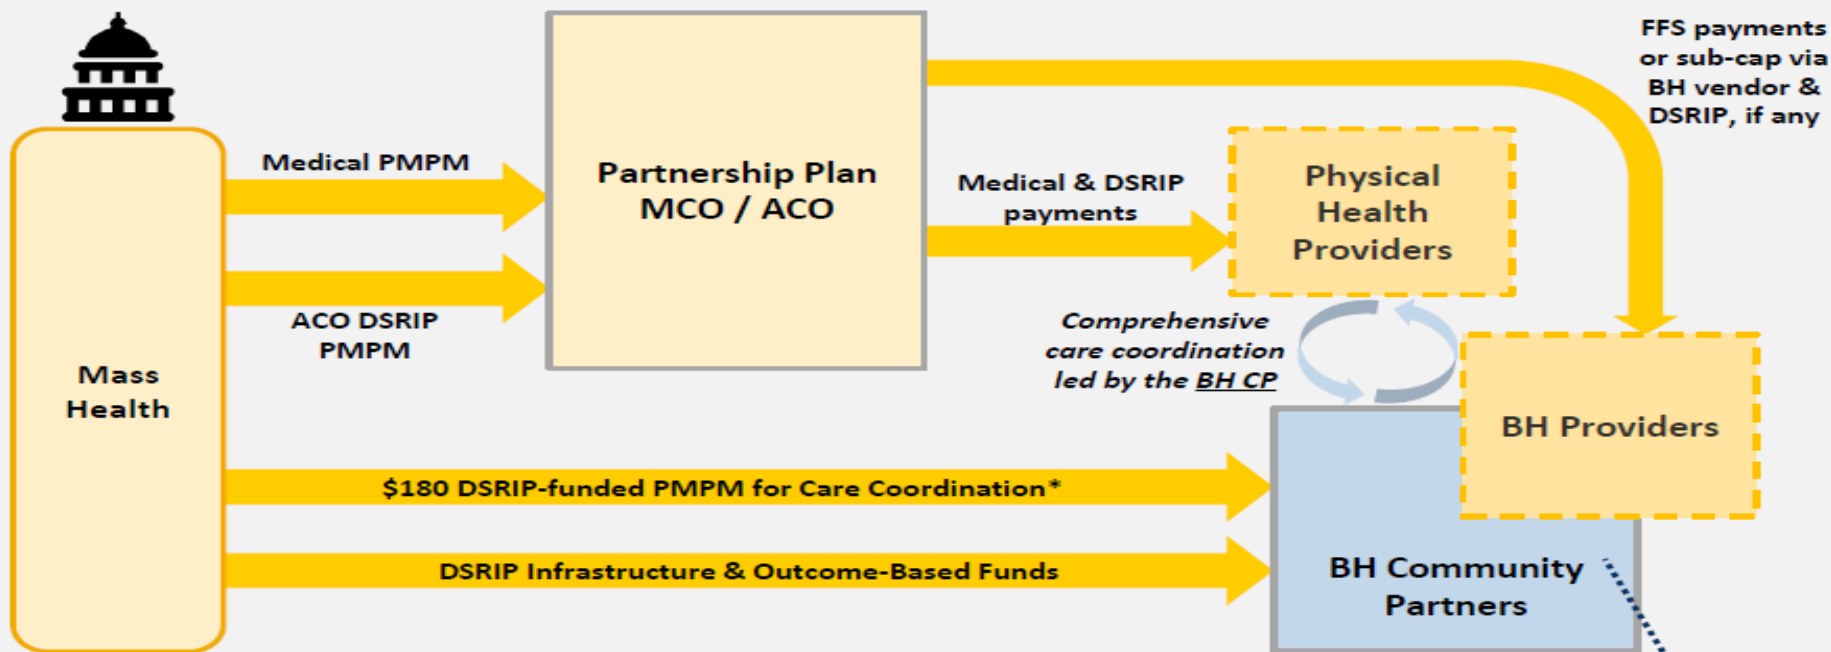 FFS payments
or sub-cap via
BH vendor &
DSRIP, if any
Medical PMPM
Partnership Plan
MCO / ACO
Medical & DSRIP
payments
Physical
Health
Providers
ACO DSRIP
PMPM
Comprehensive
care coordination
led by the BH CP
Mass
Health
BH Providers
$180 DSRIP-funded PMPM for Care Coordination*
DSRIP Infrastructure & Outcome-Based Funds
BH Community
Partners